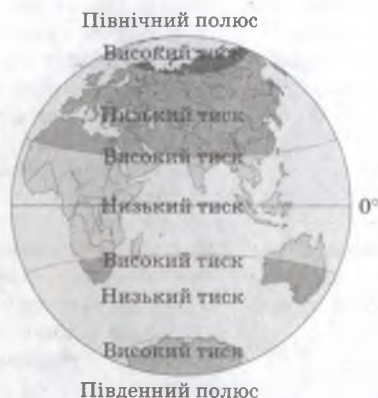 Північний полюс
Високий тиск
Низький тиск
Високий тиск
Низький тиск
0°
Високий тиск
Низький тиск
Високий тиск
Південний полюс